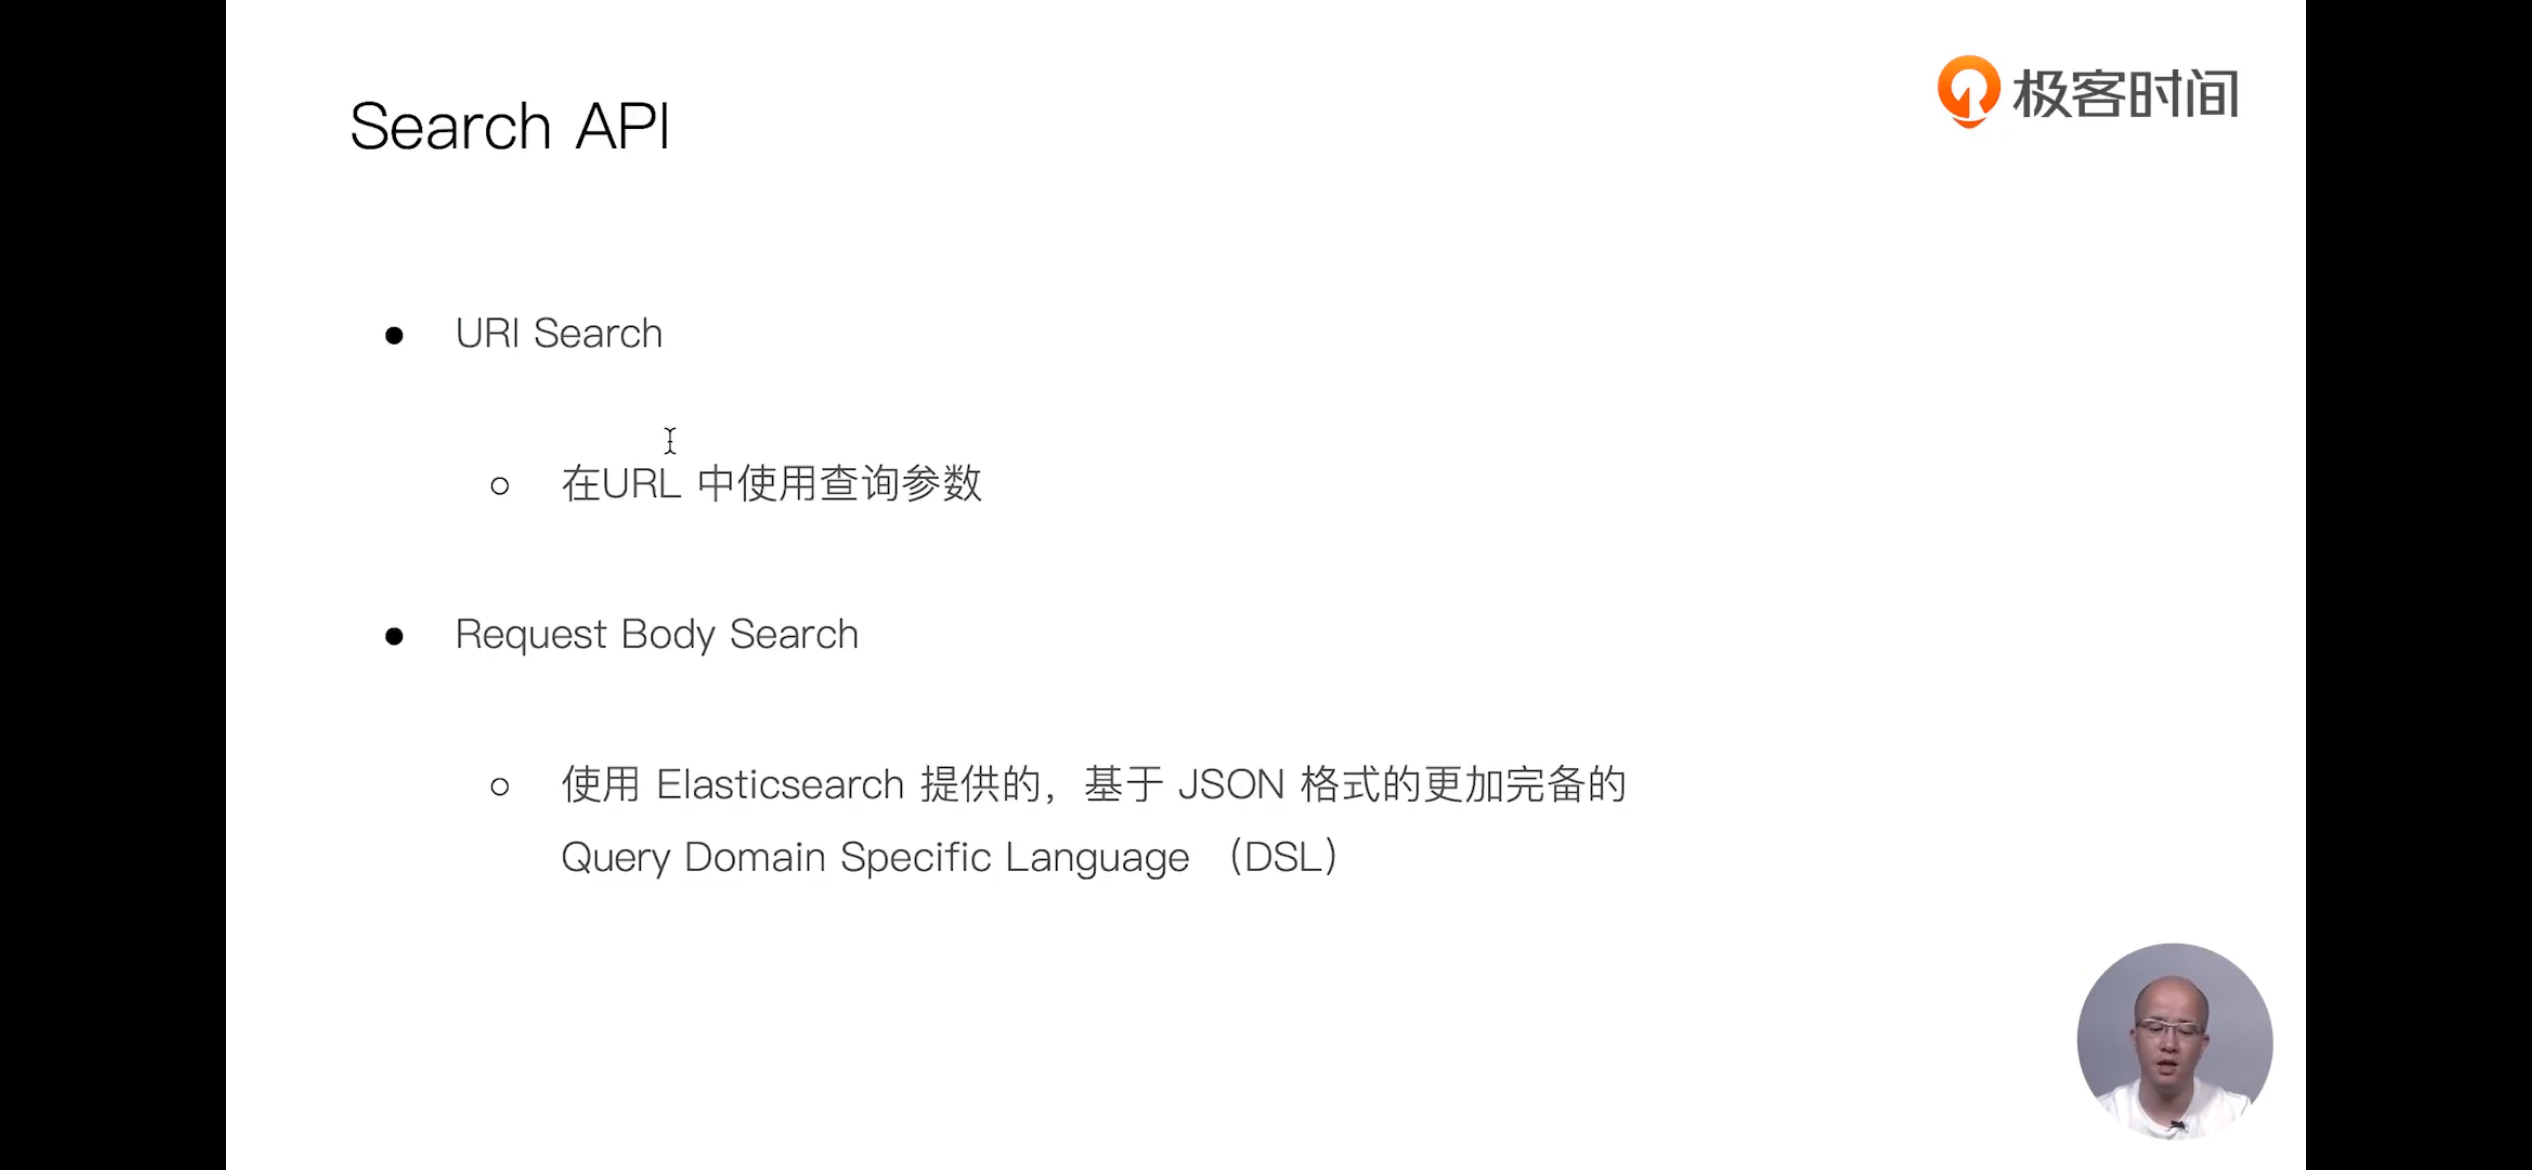 极客时间
Search API
● URI Search
○ 在URL 中使用查询参数
● Request Body Search
○ 使用 Elasticsearch 提供的，基于 JSON 格式的更加完备的
Query Domain Specific Language （DSL）